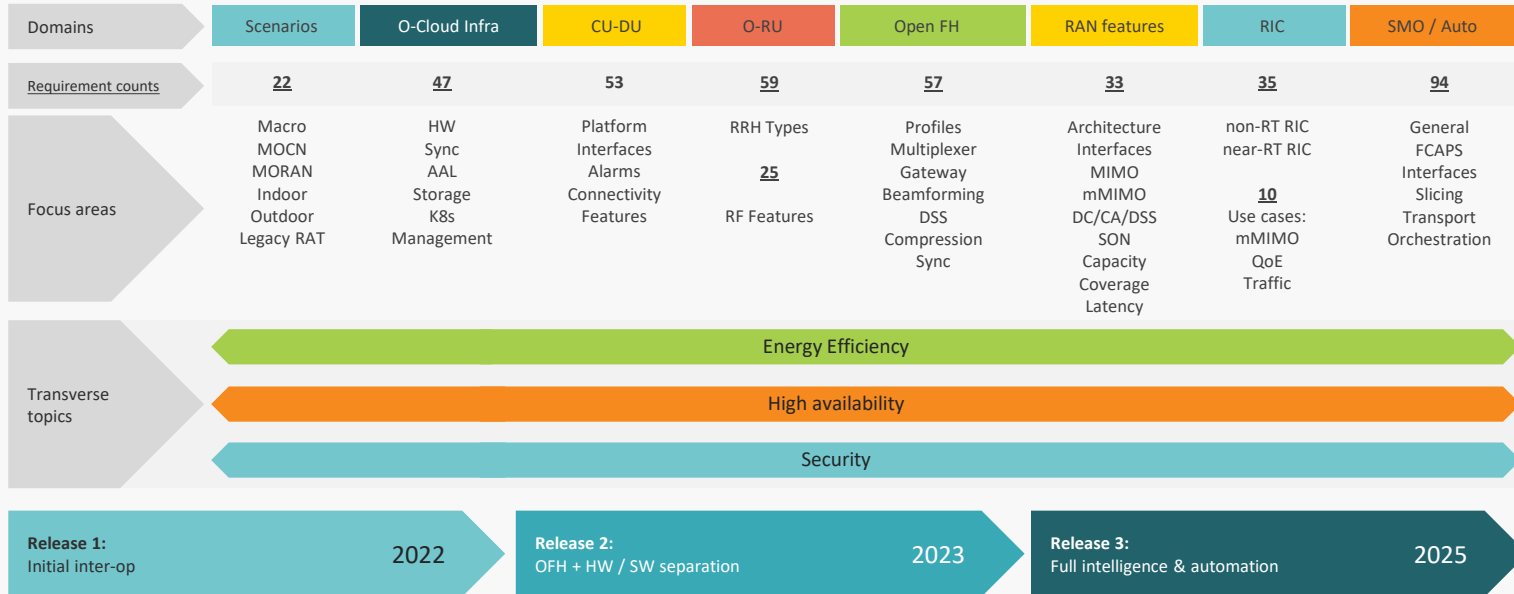 Domains
Scenarios
O-Cloud Infra
CU-DU
O-RU
Open FH
RAN features
RIC
SMO / Auto
Requirement counts
22
47
53
59
57
33
35
94
Focus areas
Macro
MOCN
MORAN
Indoor
Outdoor
Legacy RAT
HW
Sync
AAL
Storage
K8s
Management
Platform
Interfaces
Alarms
Connectivity
Features
RRH Types
25
RF Features
Profiles
Multiplexer
Gateway
Beamforming
DSS
Compression
Sync
Architecture
Interfaces
MIMO
mMIMO
DC/CA/DSS
SON
Capacity
Coverage
Latency
non-RT RIC
near-RT RIC
10
Use cases:
mMIMO
QoE
Traffic
General
FCAPS
Interfaces
Slicing
Transport
Orchestration
Transverse
topics
Energy Efficiency
High availability
Security
Release 1:
Initial inter-op
2022
Release 2:
OFH + HW / SW separation
2023
Release 3:
Full intelligence & automation
2025